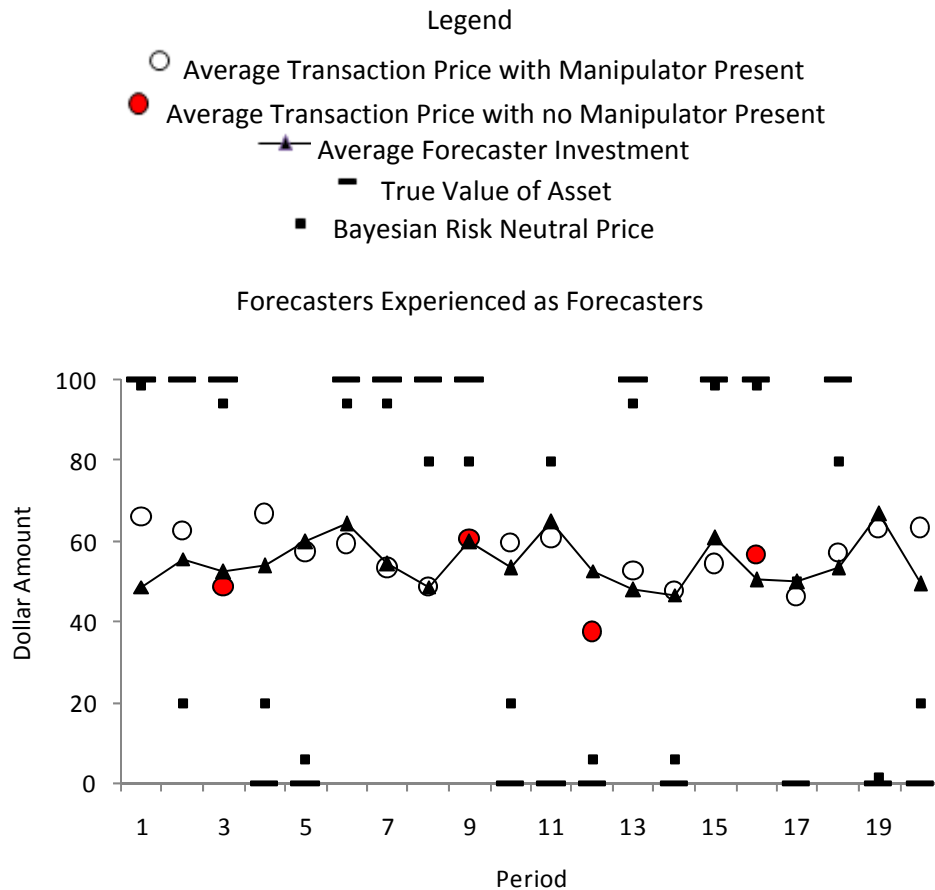 Legend
Average Transaction Price with Manipulator Present
Average Transaction Price with no Manipulator Present
Average Forecaster Investment
True Value of Asset
Bayesian Risk Neutral Price
Forecasters Experienced as Forecasters
100
80
60
40
20
0
Dollar Amount
1 3 5 7 9 11 13 15 17 19
Period